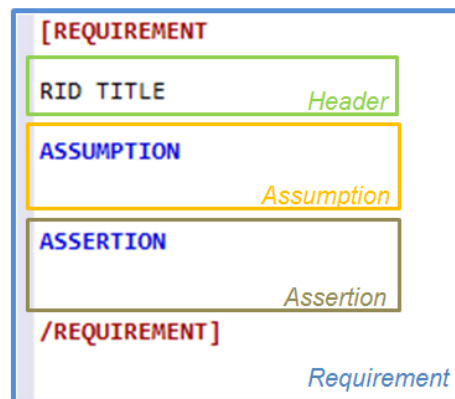 [REQUIREMENT
RID TITLE
Header
ASSUMPTION
Assumption
ASSERTION
Assertion
/REQUIREMENT]
Requirement